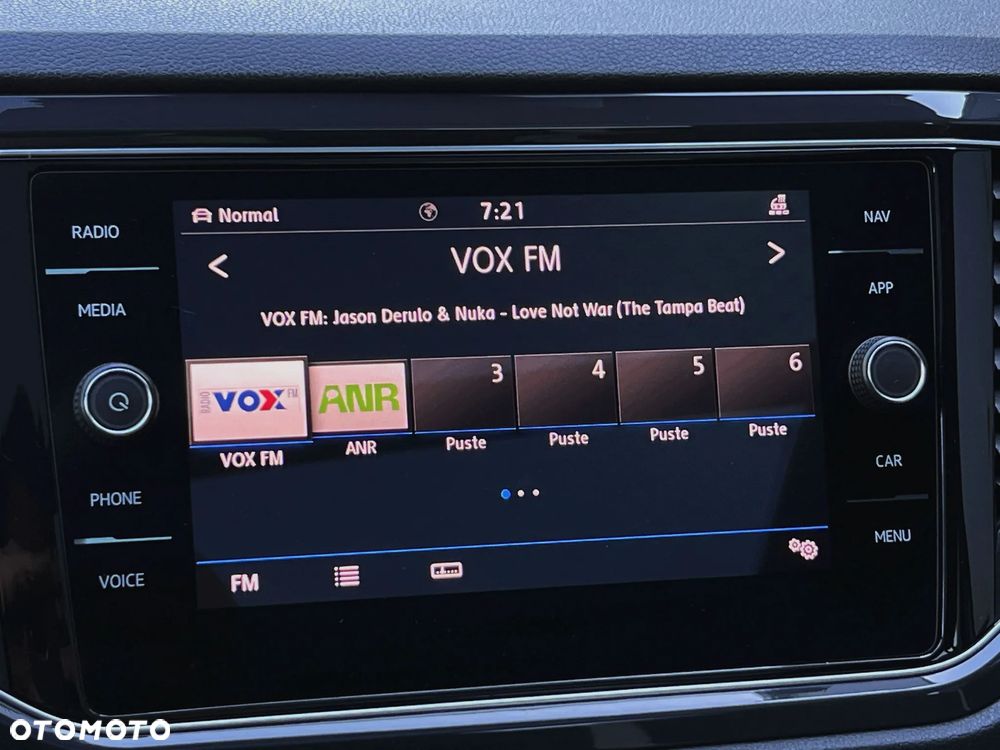 RADIO
MEDIA
PHONE
VOICE
Normal
7:21
VOX FM
VOX FM: Jason Derulo & Nuka - Love Not War (The Tampa Beat)
RADIO VOX FM
ANR
3
4
5
6
VOX FM
ANR
Puste
Puste
Puste
Puste
FM
NAV
APP
CAR
MENU
OTOMOTO